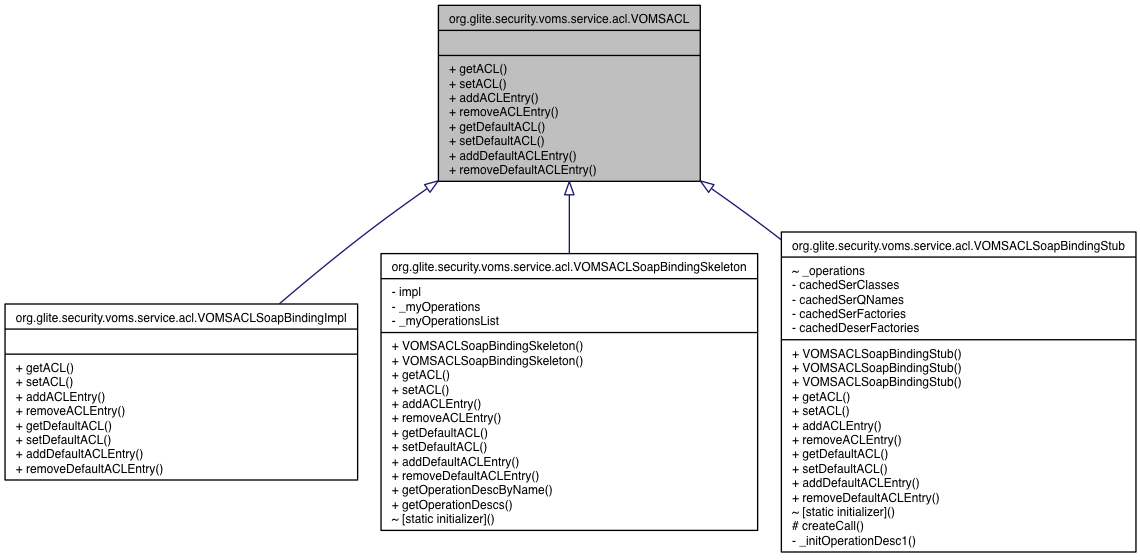 org.glite.security.voms.service.acl.VOMSACL
+ getACL()
+ setACL()
+ addACLEntry()
+ removeACLEntry()
+ getDefaultACL()
+ setDefaultACL()
+ addDefaultACLEntry()
+ removeDefaultACLEntry()
org.glite.security.voms.service.acl.VOMSACLSoapBindingImpl
+ getACL()
+ setACL()
+ addACLEntry()
+ removeACLEntry()
+ getDefaultACL()
+ setDefaultACL()
+ addDefaultACLEntry()
+ removeDefaultACLEntry()
org.glite.security.voms.service.acl.VOMSACLSoapBindingSkeleton
- impl
- _myOperations
- _myOperationsList
+ VOMSACLSoapBindingSkeleton()
+ VOMSACLSoapBindingSkeleton()
+ getACL()
+ setACL()
+ addACLEntry()
+ removeACLEntry()
+ getDefaultACL()
+ setDefaultACL()
+ addDefaultACLEntry()
+ removeDefaultACLEntry()
+ getOperationDescByName()
+ getOperationDescs()
~ [static initializer]()
org.glite.security.voms.service.acl.VOMSACLSoapBindingStub
~ _operations
- cachedSerClasses
- cachedSerQNames
- cachedSerFactories
- cachedDeserFactories
+ VOMSACLSoapBindingStub()
+ VOMSACLSoapBindingStub()
+ VOMSACLSoapBindingStub()
+ getACL()
+ setACL()
+ addACLEntry()
+ removeACLEntry()
+ getDefaultACL()
+ setDefaultACL()
+ addDefaultACLEntry()
+ removeDefaultACLEntry()
~ [static initializer]()
# createCall()
- _initOperationDesc1()